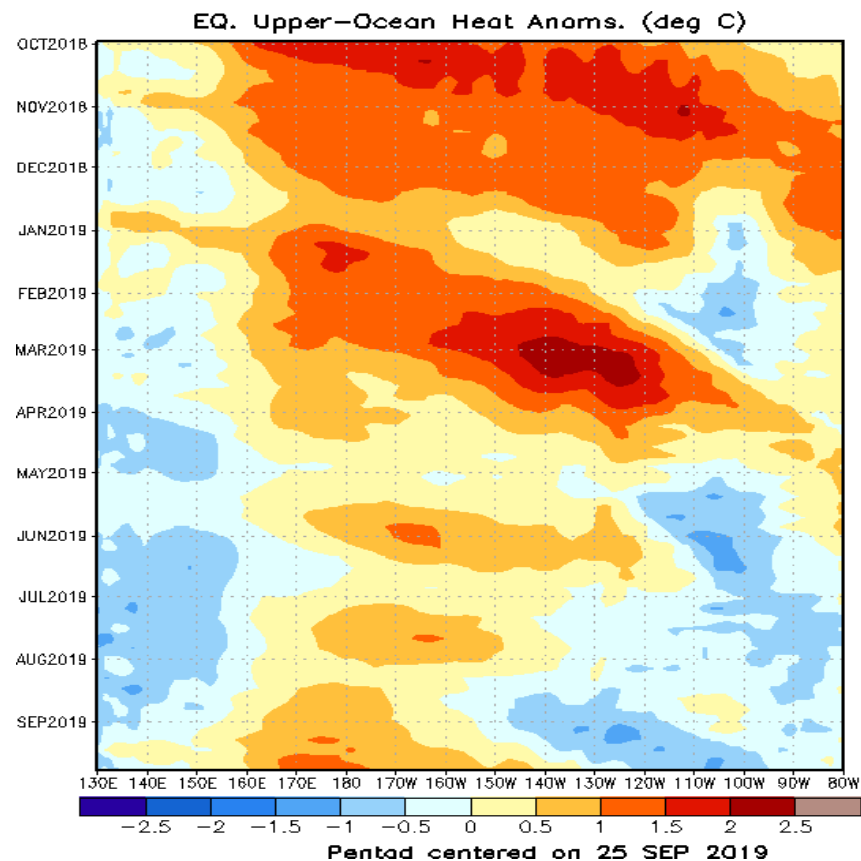 EQ. Upper-Ocean Heat Anoms. (deg C)
OCT2018
NOV2018
DEC2018
JAN2019
FEB2019
MAR2019
APR2019
MAY2019
JUN2019
JUL2019
AUG2019
SEP2019
130E 140E 150E 160E 170E 180 170W 160W 150W 140W 130W 120W 110W 100W 90W 80W
-2.5 -2 -1.5 -1 -0.5 0 0.5 1 1.5 2 2.5
Pentad centered on 25 SEP 2019